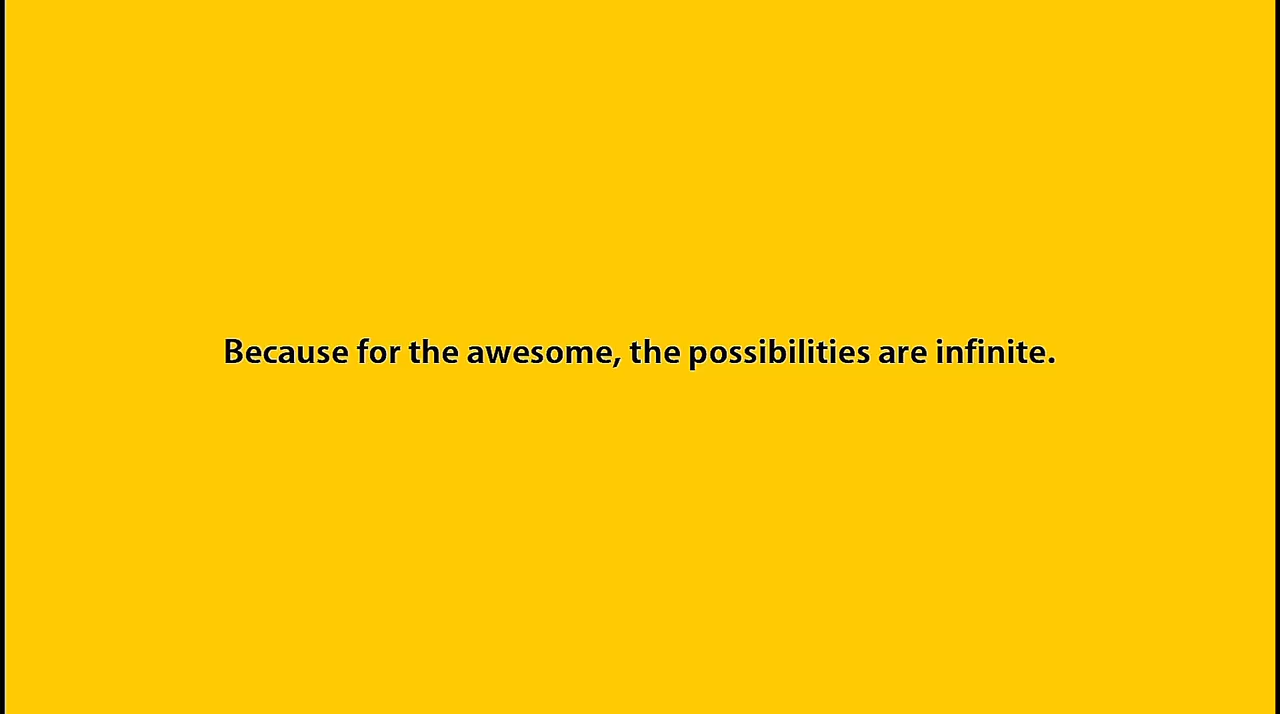 Because for the awesome, the possibilities are infinite.